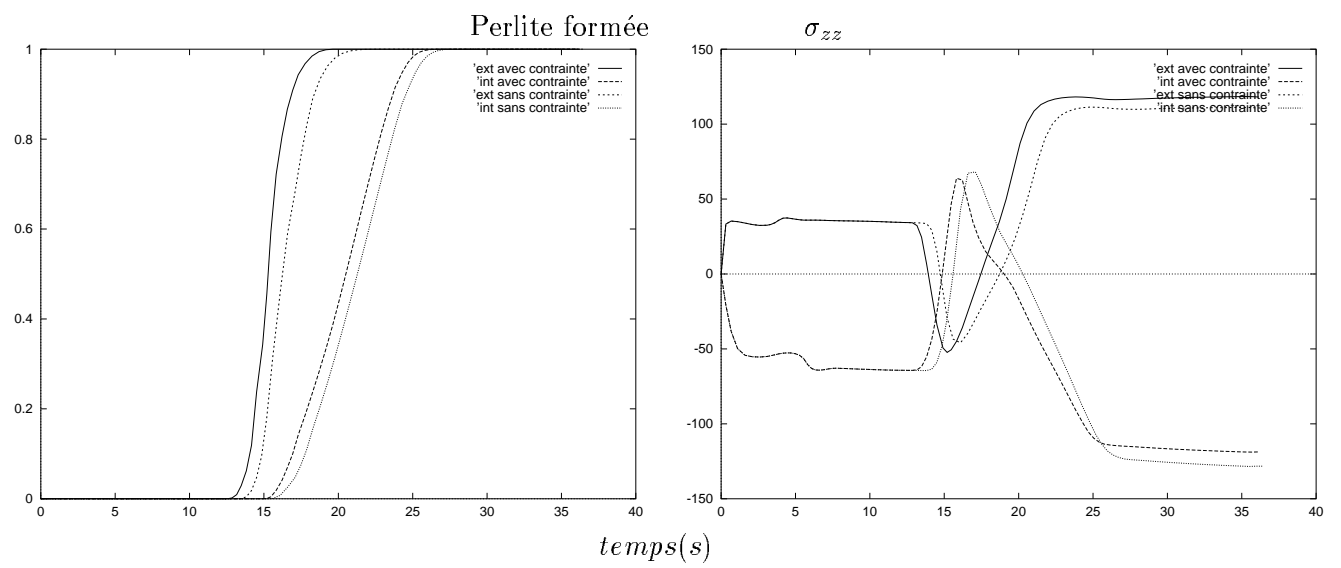 Perlite formée
σzz
1
0.8
0.6
0.4
0.2
0
0 5 10 15 20 25 30 35 40
'ext avec contrainte'
'int avec contrainte'
'ext sans contrainte'
'int sans contrainte'
150
100
50
0
-50
-100
-150
0 5 10 15 20 25 30 35 40
'ext avec contrainte'
'int avec contrainte'
'ext sans contrainte'
'int sans contrainte'
temps(s)